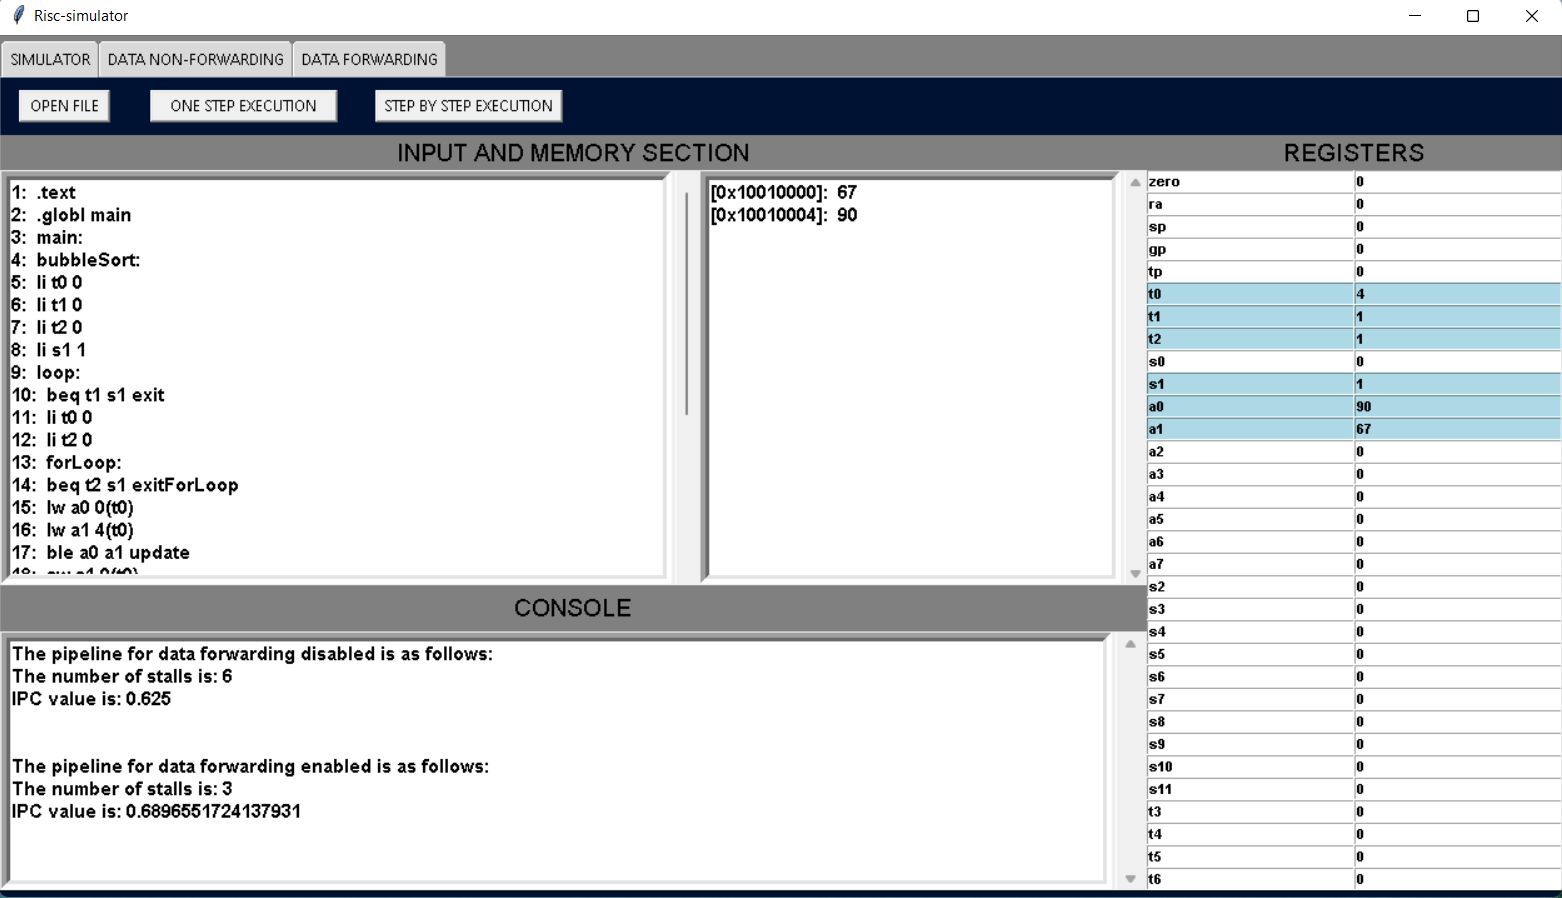 Risc-simulator
SIMULATOR DATA NON-FORWARDING DATA FORWARDING
OPEN FILE ONE STEP EXECUTION STEP BY STEP EXECUTION
INPUT AND MEMORY SECTION
1: .text
2: .globl main
3: main:
4: bubbleSort:
5: li t0 0
6: li t1 0
7: li t2 0
8: li s1 1
9: loop:
10: beq t1 s1 exit
11: li t0 0
12: li t2 0
13: forLoop:
14: beq t2 s1 exitForLoop
15: lw a0 0(t0)
16: lw a1 4(t0)
17: ble a0 a1 update
18: sw a1 0(t0)
[0x10010000]: 67
[0x10010004]: 90
CONSOLE
The pipeline for data forwarding disabled is as follows:
The number of stalls is: 6
IPC value is: 0.625
The pipeline for data forwarding enabled is as follows:
The number of stalls is: 3
IPC value is: 0.6896551724137931
REGISTERS
zero 0
ra 0
sp 0
gp 0
tp 0
t0 4
t1 1
t2 1
s0 0
s1 1
a0 90
a1 67
a2 0
a3 0
a4 0
a5 0
a6 0
a7 0
s2 0
s3 0
s4 0
s5 0
s6 0
s7 0
s8 0
s9 0
s10 0
s11 0
t3 0
t4 0
t5 0
t6 0